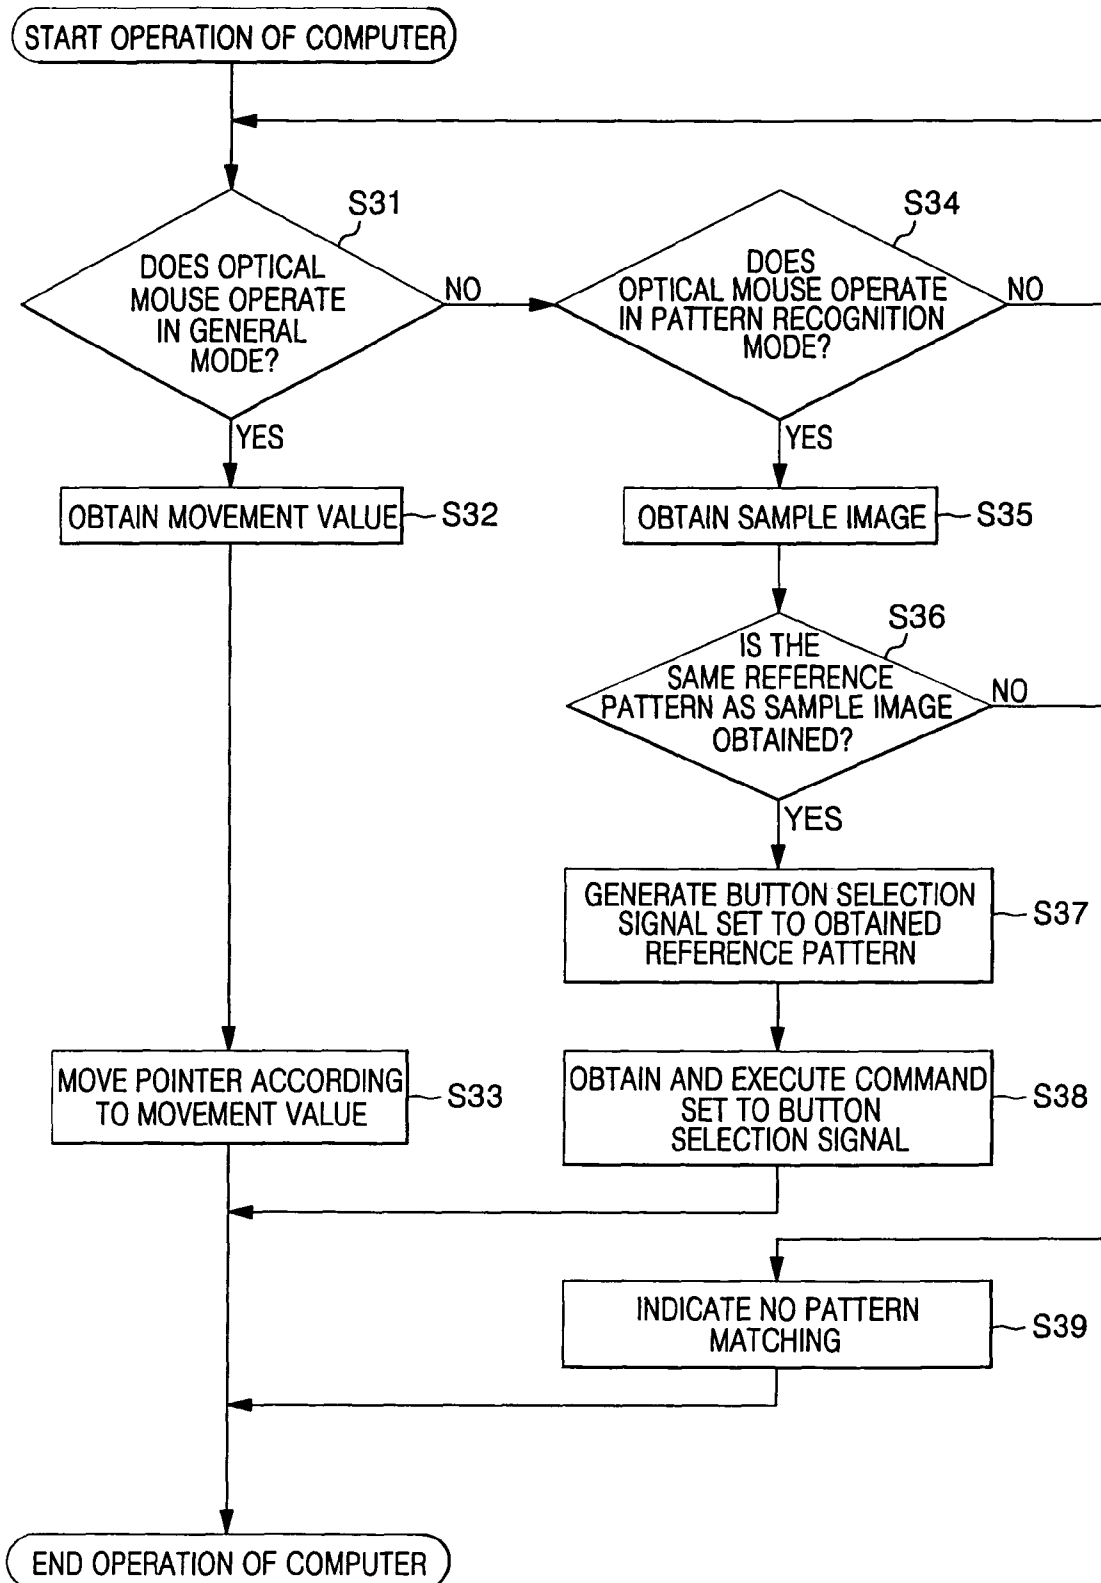 START OPERATION OF COMPUTER
S31
DOES OPTICAL
MOUSE OPERATE
IN GENERAL
MODE?
NO
YES
S34
DOES
OPTICAL MOUSE OPERATE
IN PATTERN RECOGNITION
MODE?
NO
YES
OBTAIN MOVEMENT VALUE
S32
OBTAIN SAMPLE IMAGE
S35
S36
IS THE
SAME REFERENCE
PATTERN AS SAMPLE IMAGE
OBTAINED?
NO
YES
GENERATE BUTTON SELECTION
SIGNAL SET TO OBTAINED
REFERENCE PATTERN
S37
MOVE POINTER ACCORDING
TO MOVEMENT VALUE
S33
OBTAIN AND EXECUTE COMMAND
SET TO BUTTON
SELECTION SIGNAL
S38
INDICATE NO PATTERN
MATCHING
S39
END OPERATION OF COMPUTER